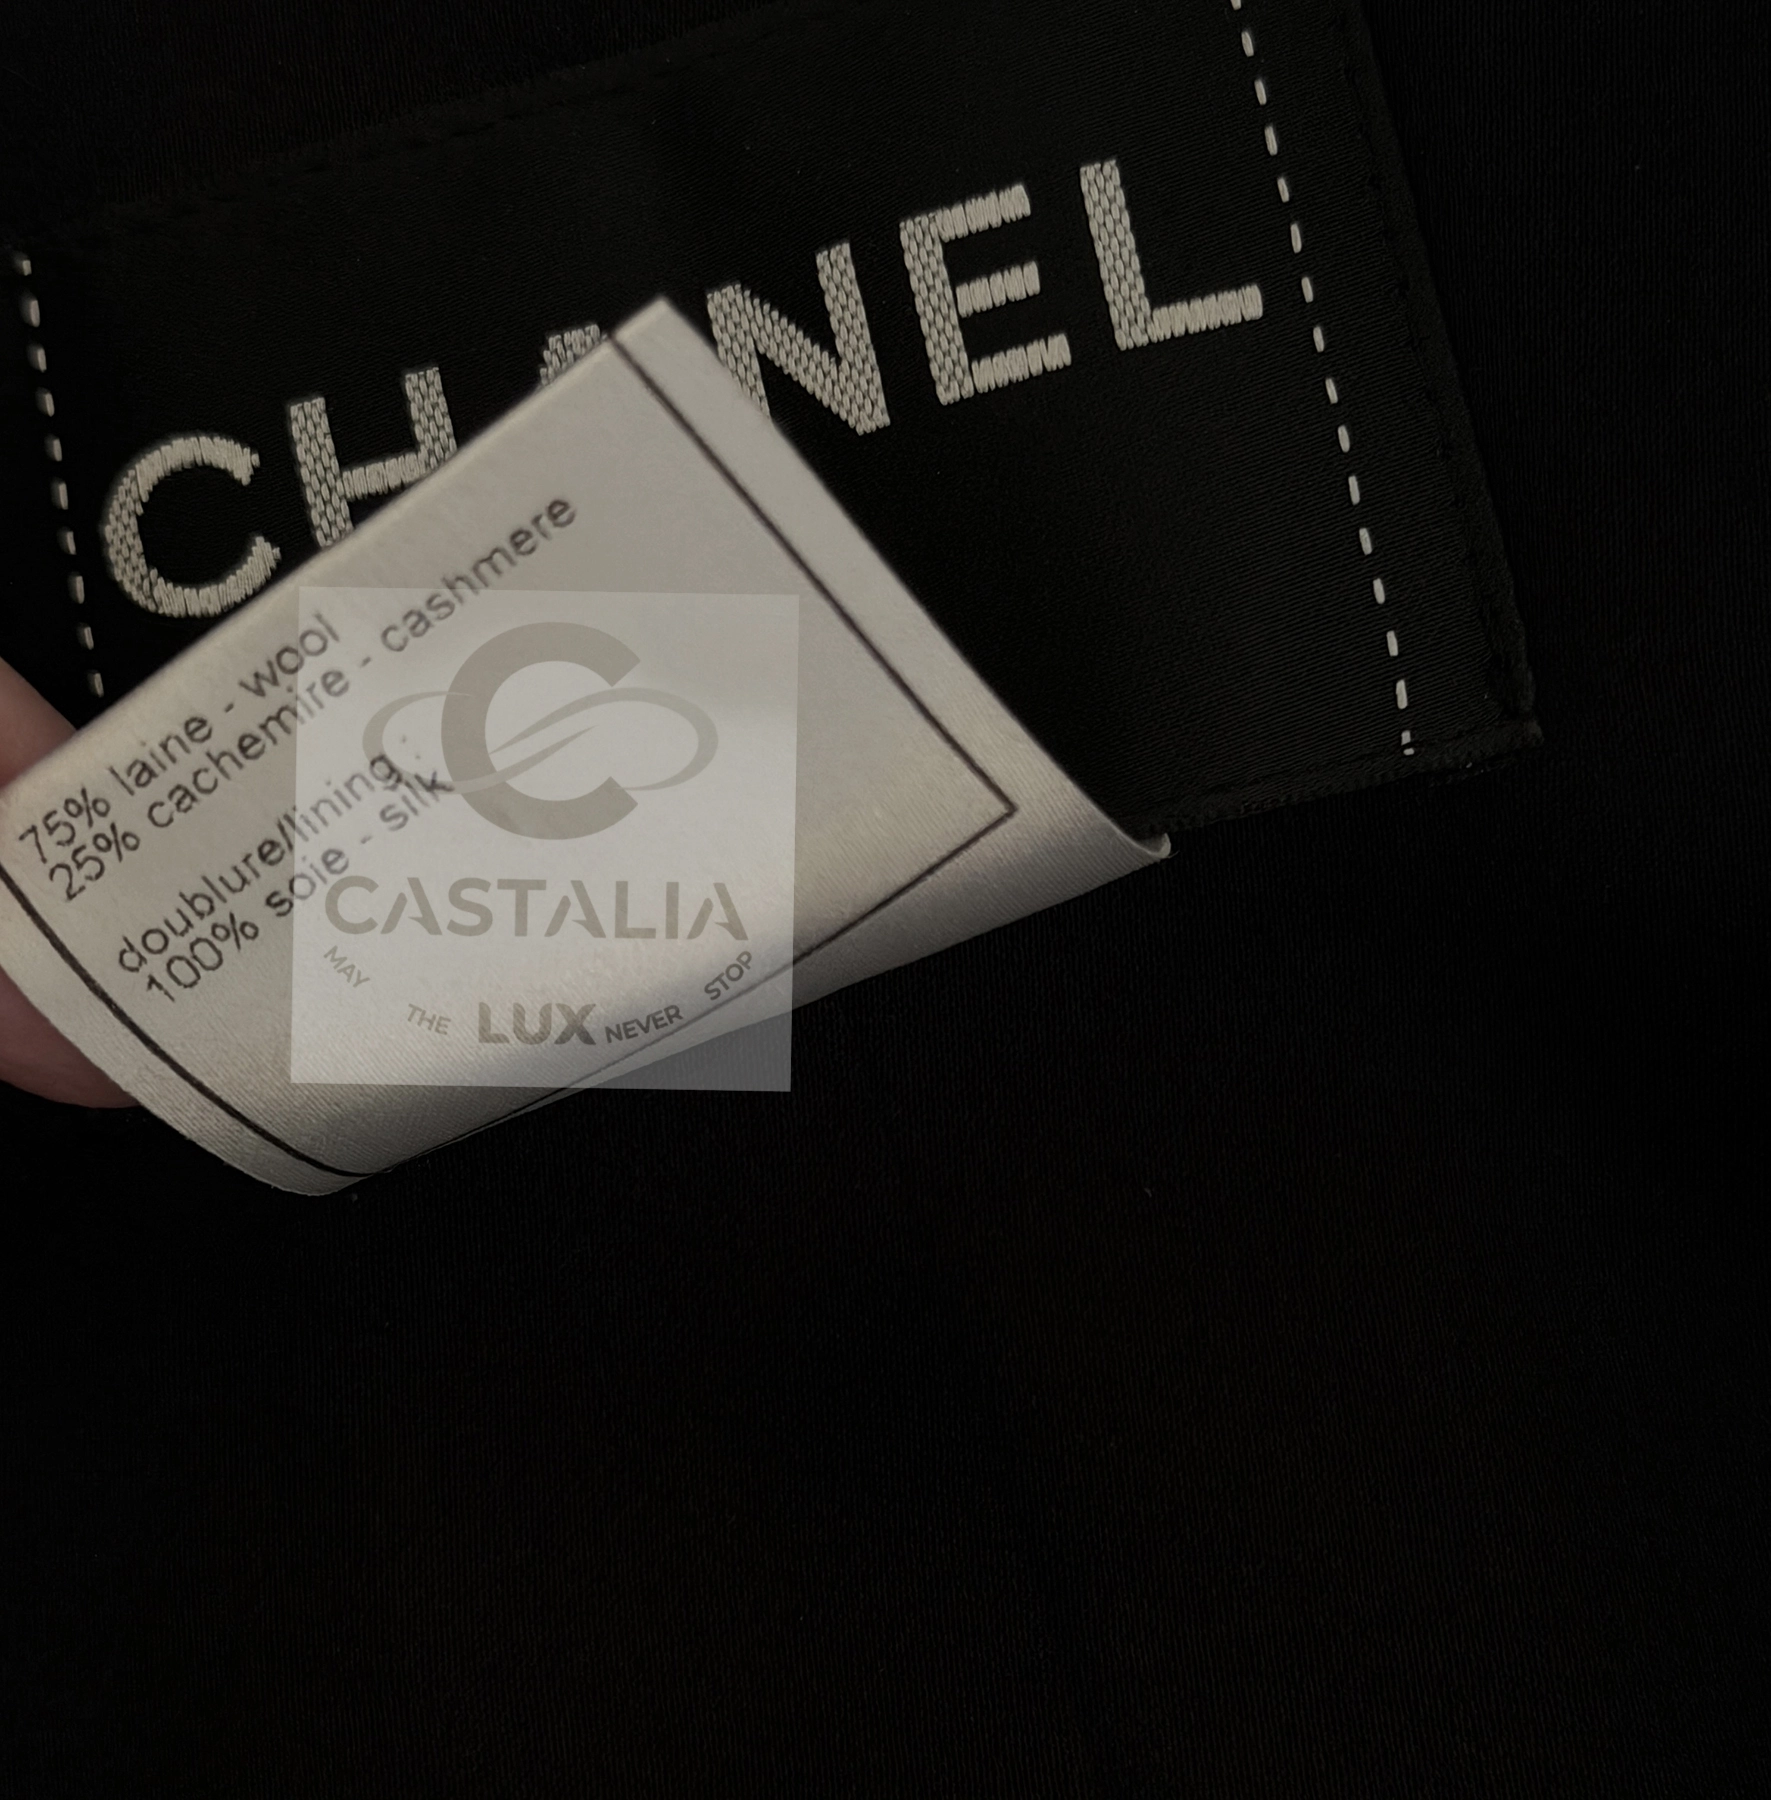 CHANEL
75% laine - wool
25% cachemire - cashmere
doublure/lining :
100% soie - silk
C
CASTALIA
MAY THE LUX NEVER STOP